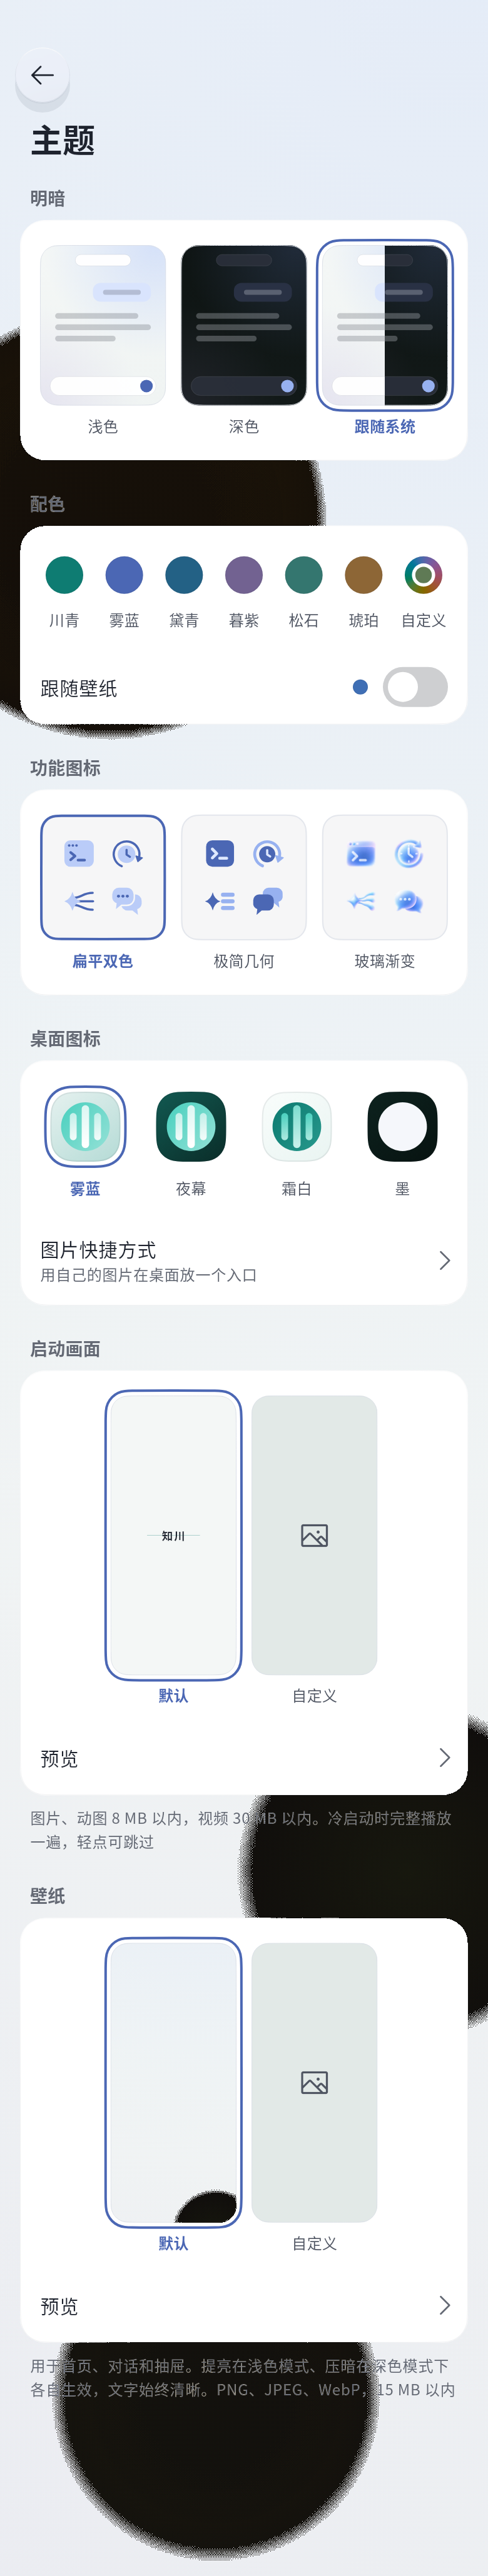 主题
明暗
浅色
深色
跟随系统
配色
川青
雾蓝
黛青
暮紫
松石
琥珀
自定义
跟随壁纸
功能图标
扁平双色
极简几何
玻璃渐变
桌面图标
雾蓝
夜幕
霜白
墨
图片快捷方式
用自己的图片在桌面放一个入口
启动画面
知川
默认
自定义
预览
图片、动图 8 MB 以内，视频 30 MB 以内。冷启动时完整播放
一遍，轻点可跳过
壁纸
默认
自定义
预览
用于首页、对话和抽屉。提亮在浅色模式、压暗在深色模式下
各自生效，文字始终清晰。PNG、JPEG、WebP，15 MB 以内